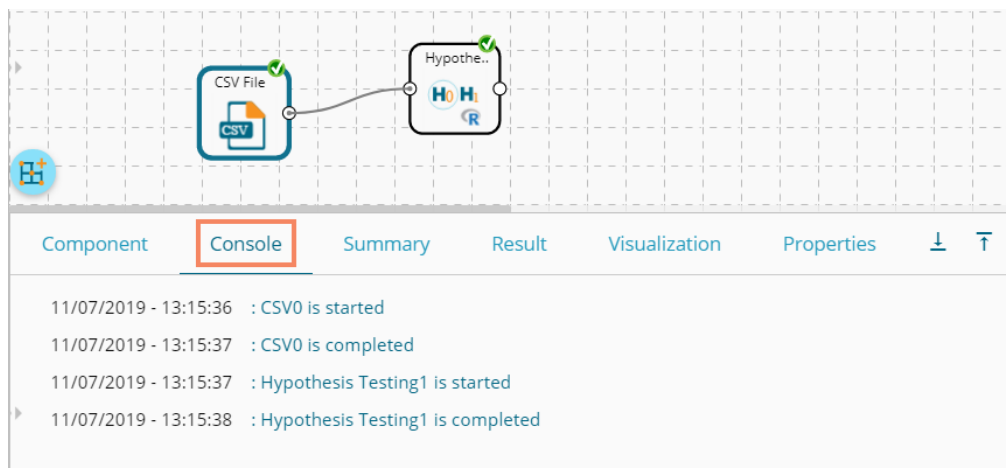 Hypothe..
CSV File
H0 H1
R
CSV
Component Console Summary Result Visualization Properties
11/07/2019 - 13:15:36 : CSV0 is started
11/07/2019 - 13:15:37 : CSV0 is completed
11/07/2019 - 13:15:37 : Hypothesis Testing1 is started
11/07/2019 - 13:15:38 : Hypothesis Testing1 is completed